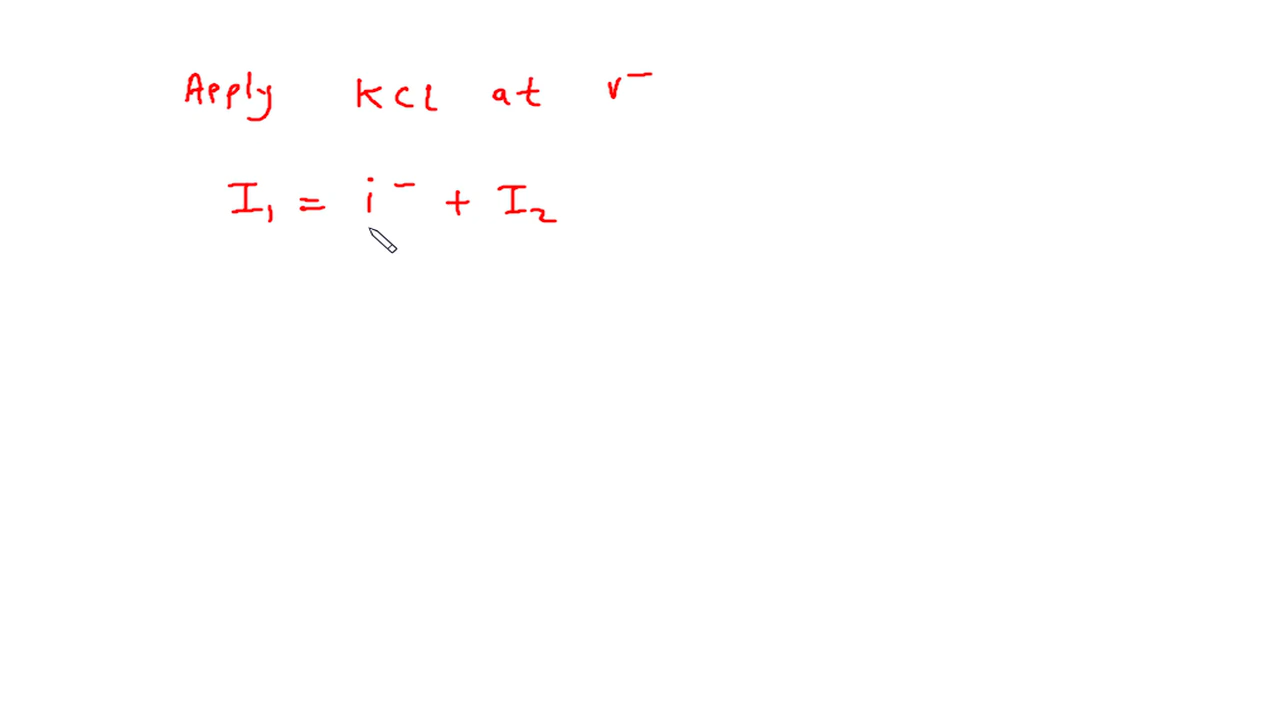 Apply KCL at v⁻
I₁ = i⁻ + I₂